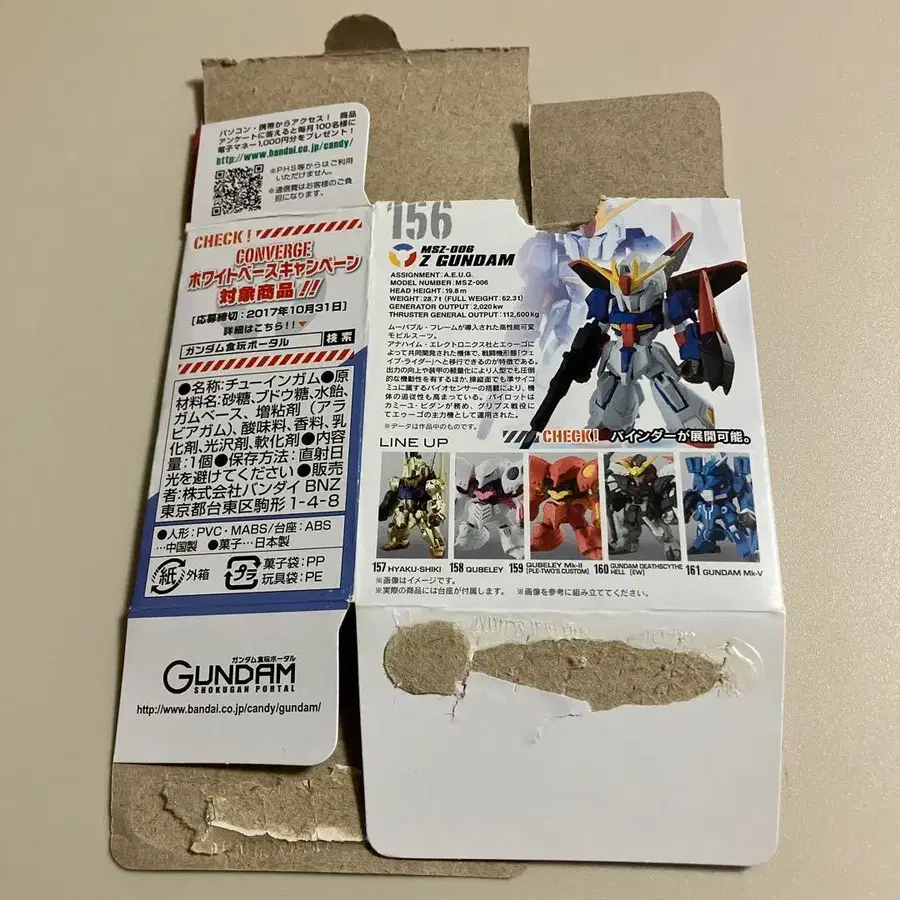 パソコン・携帯からアクセス! 商品
アンケートに答えると毎月100名様に
電子マネー1,000円分をプレゼント!
http://www.bandai.co.jp/candy/
※PHS等からはご利用
いただけません。
※通信費はお客様のご負
担になります。
CHECK!
CONVERGE
ホワイトベースキャンペーン
対象商品!!
[応募締切:2017年10月31日]
詳細はこちら!!
ガンダム食玩ポータル 検索
●名称:チューインガム●原
材料名:砂糖、ブドウ糖、水飴、
ガムベース、増粘剤(アラ
ビアガム)、酸味料、香料、乳
化剤、光沢剤、軟化剤●内容
量:1個●保存方法:直射日
光を避けてください●販売
者:株式会社バンダイBNZ
東京都台東区駒形1-4-8
●人形:PVC・MABS/台座:ABS
…中国製 ●菓子…日本製
紙 外箱
プラ 菓子袋:PP
玩具袋:PE
ガンダム食玩ポータル
GUNDAM
SHOKUGAN PORTAL
http://www.bandai.co.jp/candy/gundam/
156
MSZ-006
Z GUNDAM
ASSIGNMENT: A.E.U.G.
MODEL NUMBER: MSZ-006
HEAD HEIGHT: 19.8m
WEIGHT: 28.71 (FULL WEIGHT: 62.31)
GENERATOR OUTPUT: 2,020kw
THRUSTER GENERAL OUTPUT: 112,600kg
ムーバブル・フレームが導入された高性能可変
モビルスーツ。
アナハイム・エレクトロニクス社とエゥーゴに
よって共同開発された機体で、戦闘機形態「ウェ
イブ・ライダー」へと移行できるのが特徴である。
出力の向上や装甲の軽量化により人型でも圧倒
的な機動性を有するほか、操縦面でも準サイコ
ミュに属するバイオセンサーの搭載により、機
体の追従性も高まっている。パイロットは
カミーユ・ビダンが務め、グリプス戦役に
てエゥーゴの主力機として運用された。
※データは作品中のものです。
CHECK! バインダーが展開可能。
LINE UP
157 HYAKU-SHIKI
158 QUBELEY
159 QUBELEY Mk-II
[PLE-TWO'S CUSTOM]
160 GUNDAM DEATHSCYTHE
HELL [EW]
161 GUNDAM Mk-V
※画像はイメージです。
※実際の商品には台座が付属します。 ※画像を参考に組み立ててください。